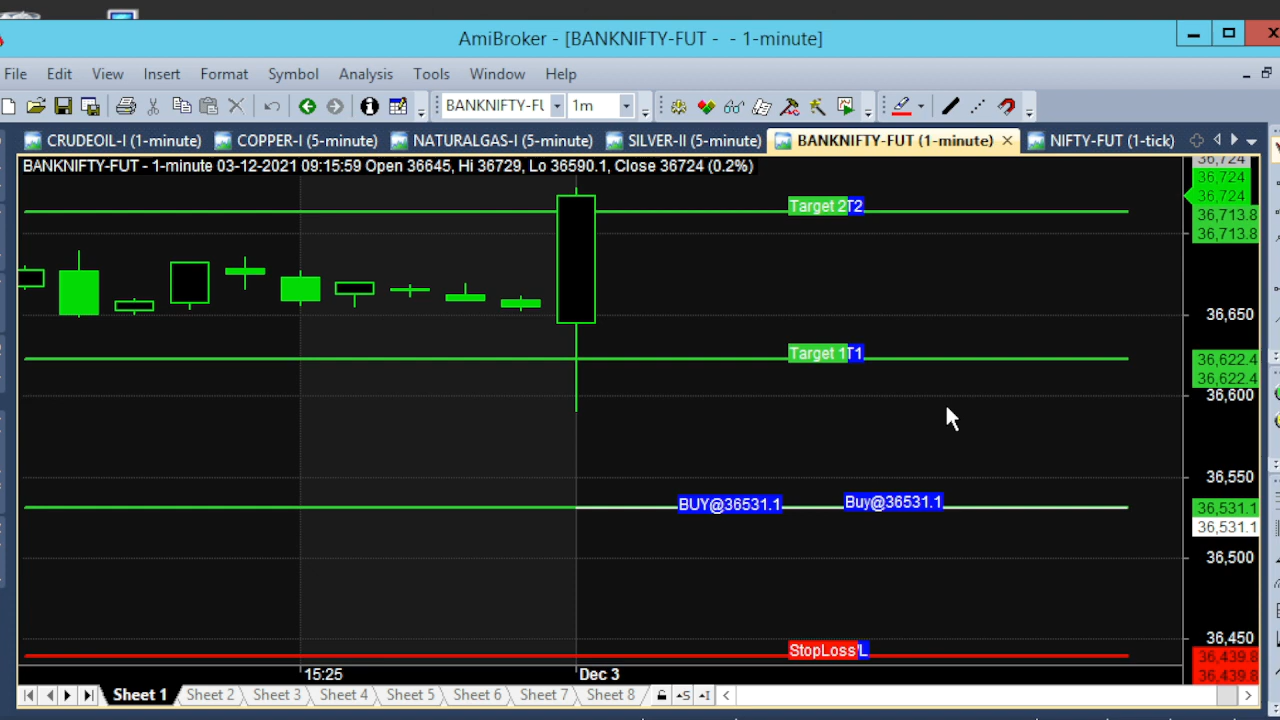 AmiBroker - [BANKNIFTY-FUT - - 1-minute]
File Edit View Insert Format Symbol Analysis Tools Window Help
BANKNIFTY-FU 1m
CRUDEOIL-I (1-minute) COPPER-I (5-minute) NATURALGAS-I (5-minute) SILVER-II (5-minute) BANKNIFTY-FUT (1-minute) NIFTY-FUT (1-tick)
BANKNIFTY-FUT - 1-minute 03-12-2021 09:15:59 Open 36645, Hi 36729, Lo 36590.1, Close 36724 (0.2%)
36,724
36,724
36,724
Target 2 T2
36,713.8
36,713.8
36,650
Target 1 T1
36,622.4
36,622.4
36,600
36,550
BUY@36531.1 Buy@36531.1
36,531.1
36,531.1
36,500
36,450
StopLoss L
36,439.8
36,439.8
15:25 Dec 3
Sheet 1 Sheet 2 Sheet 3 Sheet 4 Sheet 5 Sheet 6 Sheet 7 Sheet 8